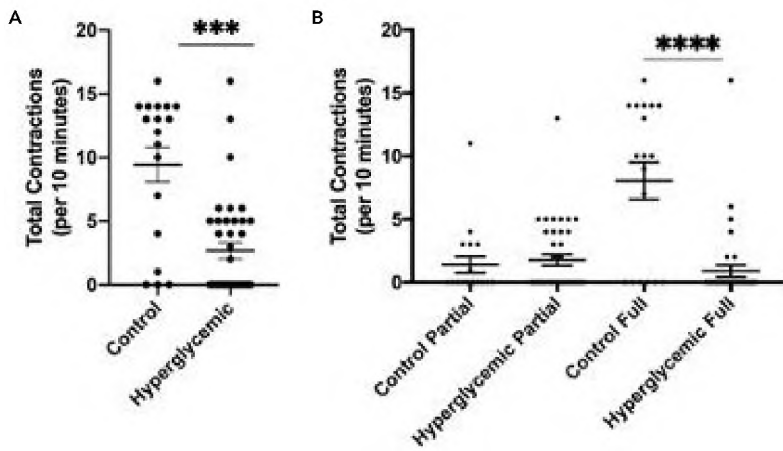 A
Total Contractions
(per 10 minutes)
20
15
10
5
0
***
Control
Hyperglycemic
B
Total Contractions
(per 10 minutes)
20
15
10
5
0
****
Control Partial
Hyperglycemic Partial
Control Full
Hyperglycemic Full